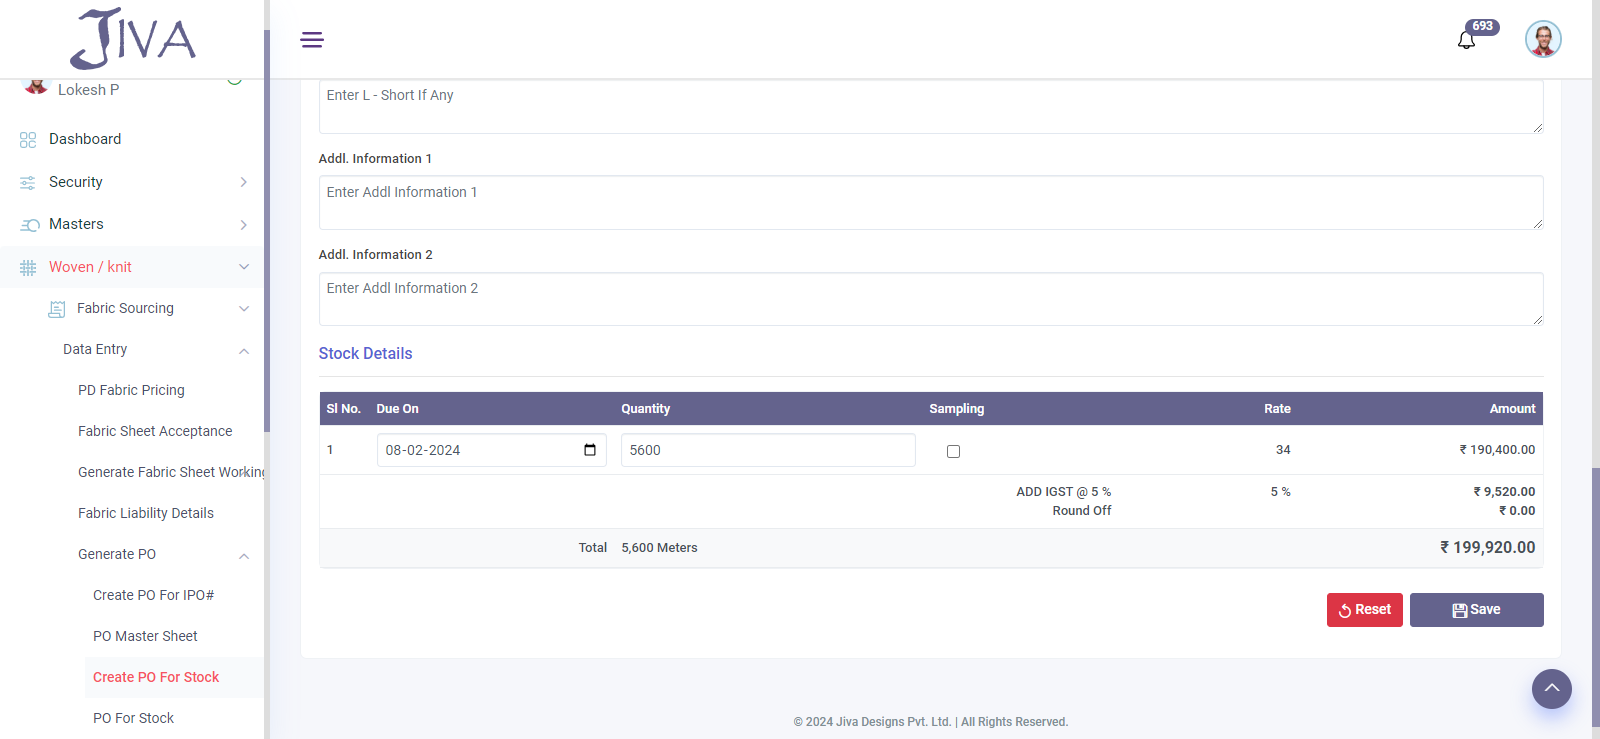 JIVA
693
Lokesh P
Dashboard
Security
Masters
Woven / knit
Fabric Sourcing
Data Entry
PD Fabric Pricing
Fabric Sheet Acceptance
Generate Fabric Sheet Working
Fabric Liability Details
Generate PO
Create PO For IPO#
PO Master Sheet
Create PO For Stock
PO For Stock
Enter L - Short If Any
Addl. Information 1
Enter Addl Information 1
Addl. Information 2
Enter Addl Information 2
Stock Details
Sl No. Due On Quantity Sampling Rate Amount
1 08-02-2024 5600 34 ₹ 190,400.00
ADD IGST @ 5 % 5 % ₹ 9,520.00
Round Off ₹ 0.00
Total 5,600 Meters ₹ 199,920.00
Reset Save
© 2024 Jiva Designs Pvt. Ltd. | All Rights Reserved.